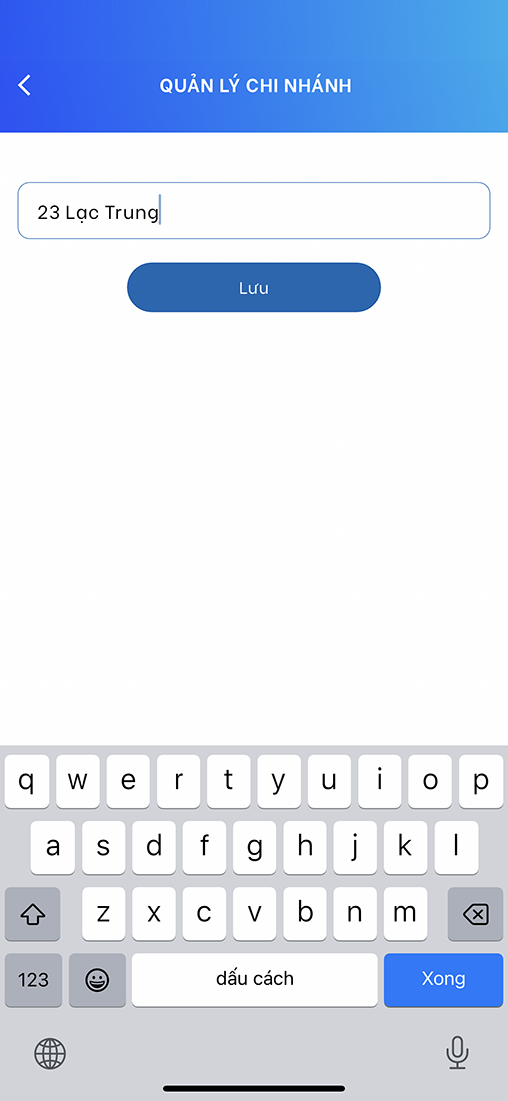 QUẢN LÝ CHI NHÁNH
23 Lạc Trung
Lưu
q w e r t y u i o p
a s d f g h j k l
z x c v b n m
123 dấu cách Xong